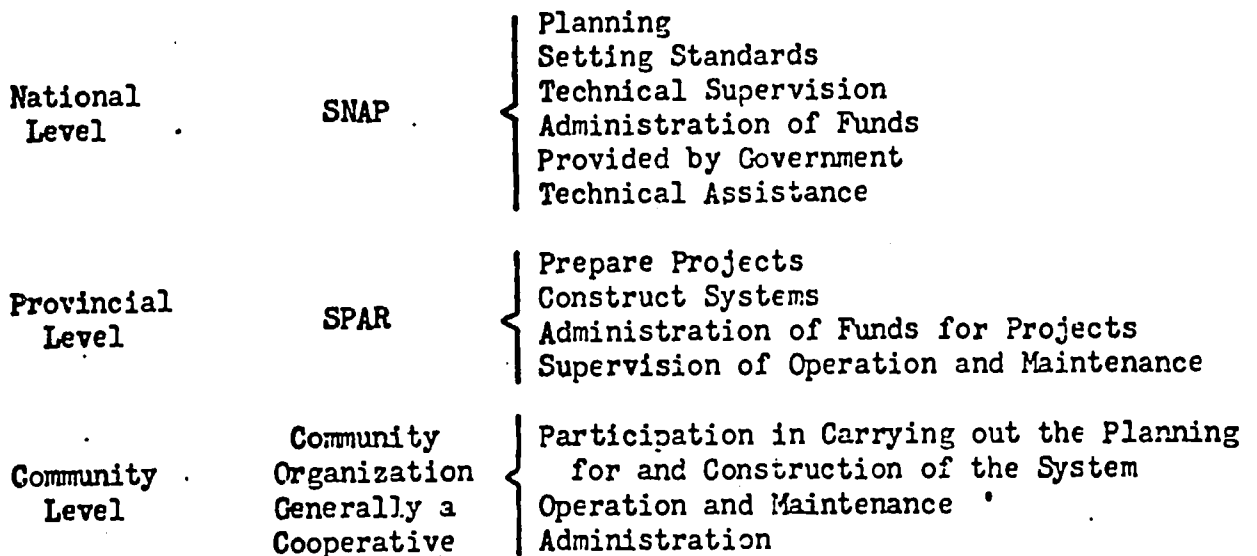 National
Level
SNAP
Planning
Setting Standards
Technical Supervision
Administration of Funds
Provided by Government
Technical Assistance
Provincial
Level
SPAR
Prepare Projects
Construct Systems
Administration of Funds for Projects
Supervision of Operation and Maintenance
Community
Level
Community
Organization
Generally a
Cooperative
Participation in Carrying out the Planning
for and Construction of the System
Operation and Maintenance
Administration